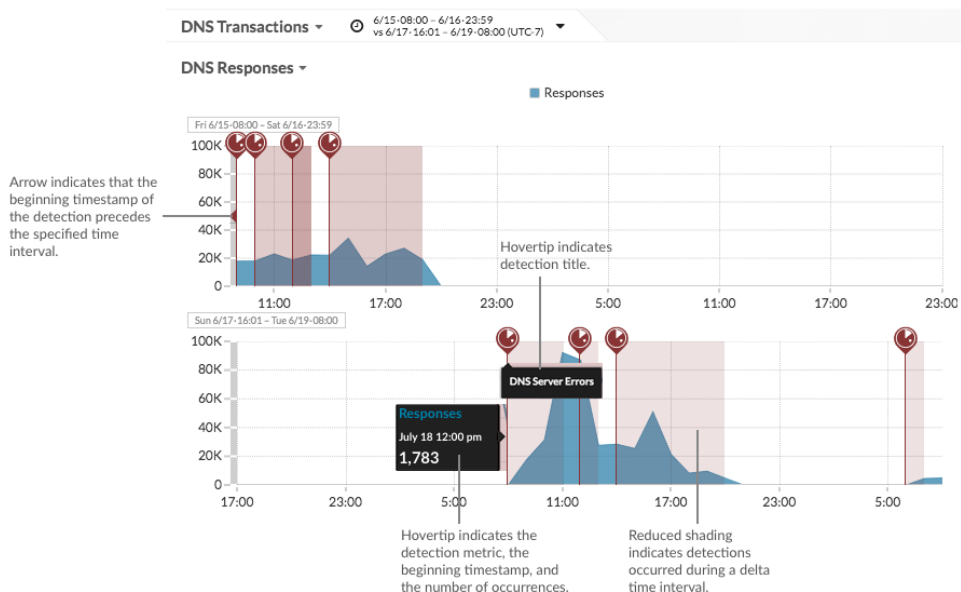 DNS Transactions
6/15·08:00 – 6/16·23:59
vs 6/17·16:01 – 6/19·08:00 (UTC-7)
DNS Responses
Responses
Fri 6/15·08:00 – Sat 6/16·23:59
100K
80K
60K
40K
20K
0
11:00 17:00 23:00 5:00 11:00 17:00 23:00
Arrow indicates that the
beginning timestamp of
the detection precedes
the specified time
interval.
Hovertip indicates
detection title.
Sun 6/17·16:01 – Tue 6/19·08:00
100K
80K
60K
40K
20K
0
DNS Server Errors
Responses
July 18 12:00 pm
1,783
17:00 23:00 5:00 11:00 17:00 23:00 5:00
Hovertip indicates the
detection metric, the
beginning timestamp, and
the number of occurrences.
Reduced shading
indicates detections
occurred during a delta
time interval.